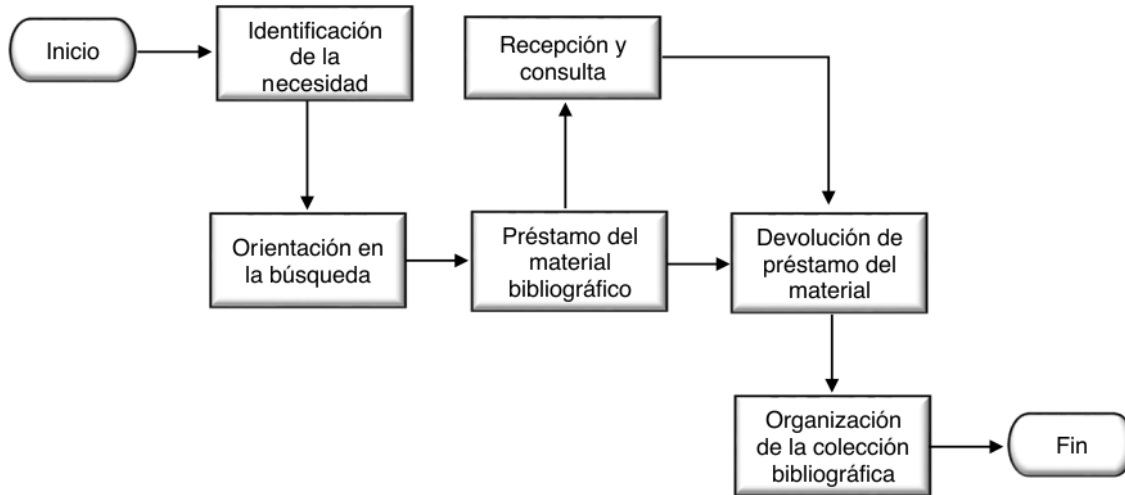 Inicio
Identificación
de la
necesidad
Recepción y
consulta
Orientación en
la búsqueda
Préstamo del
material
bibliográfico
Devolución de
préstamo del
material
Organización
de la colección
bibliográfica
Fin